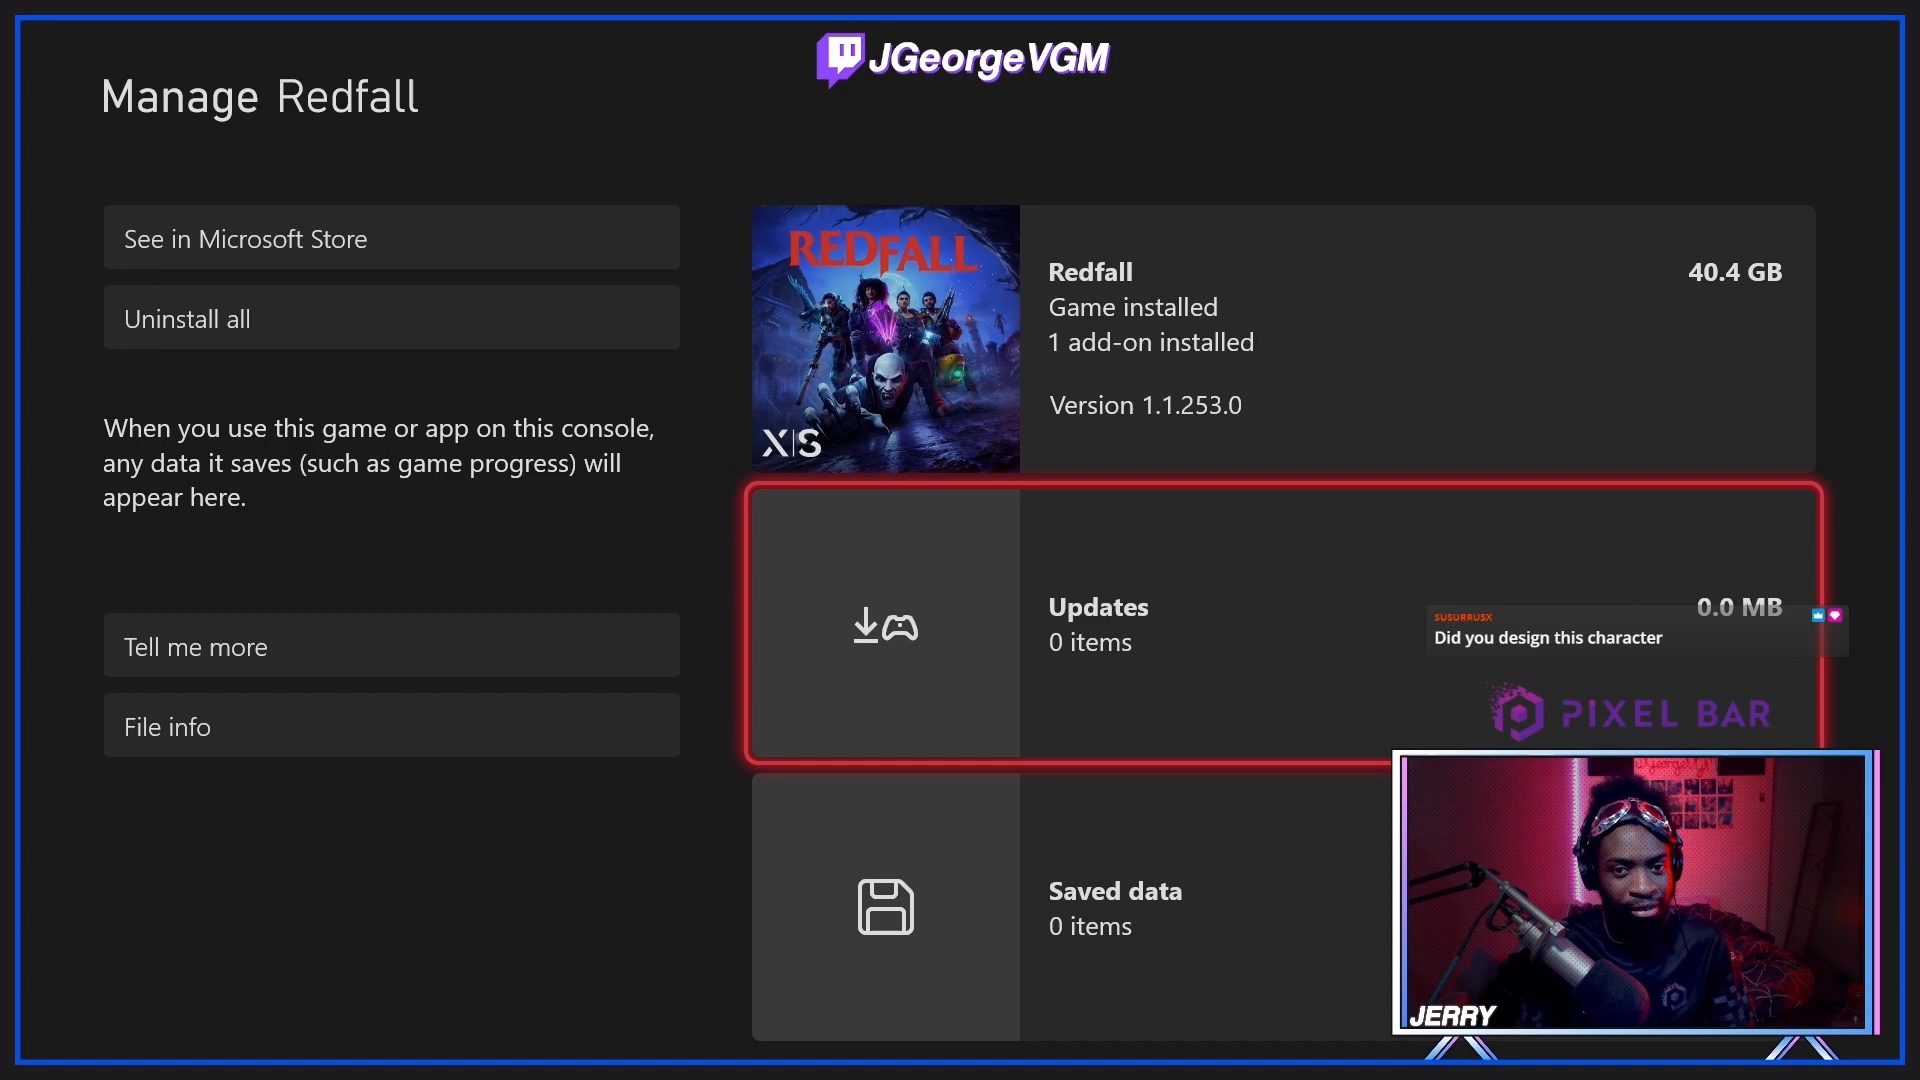 JGeorgeVGM
Manage Redfall
See in Microsoft Store
Uninstall all
When you use this game or app on this console,
any data it saves (such as game progress) will
appear here.
Tell me more
File info
REDFALL
X|S
Redfall
40.4 GB
Game installed
1 add-on installed
Version 1.1.253.0
Updates
0.0 MB
0 items
SUSURRUSX
Did you design this character
PIXEL BAR
Saved data
0 items
JERRY